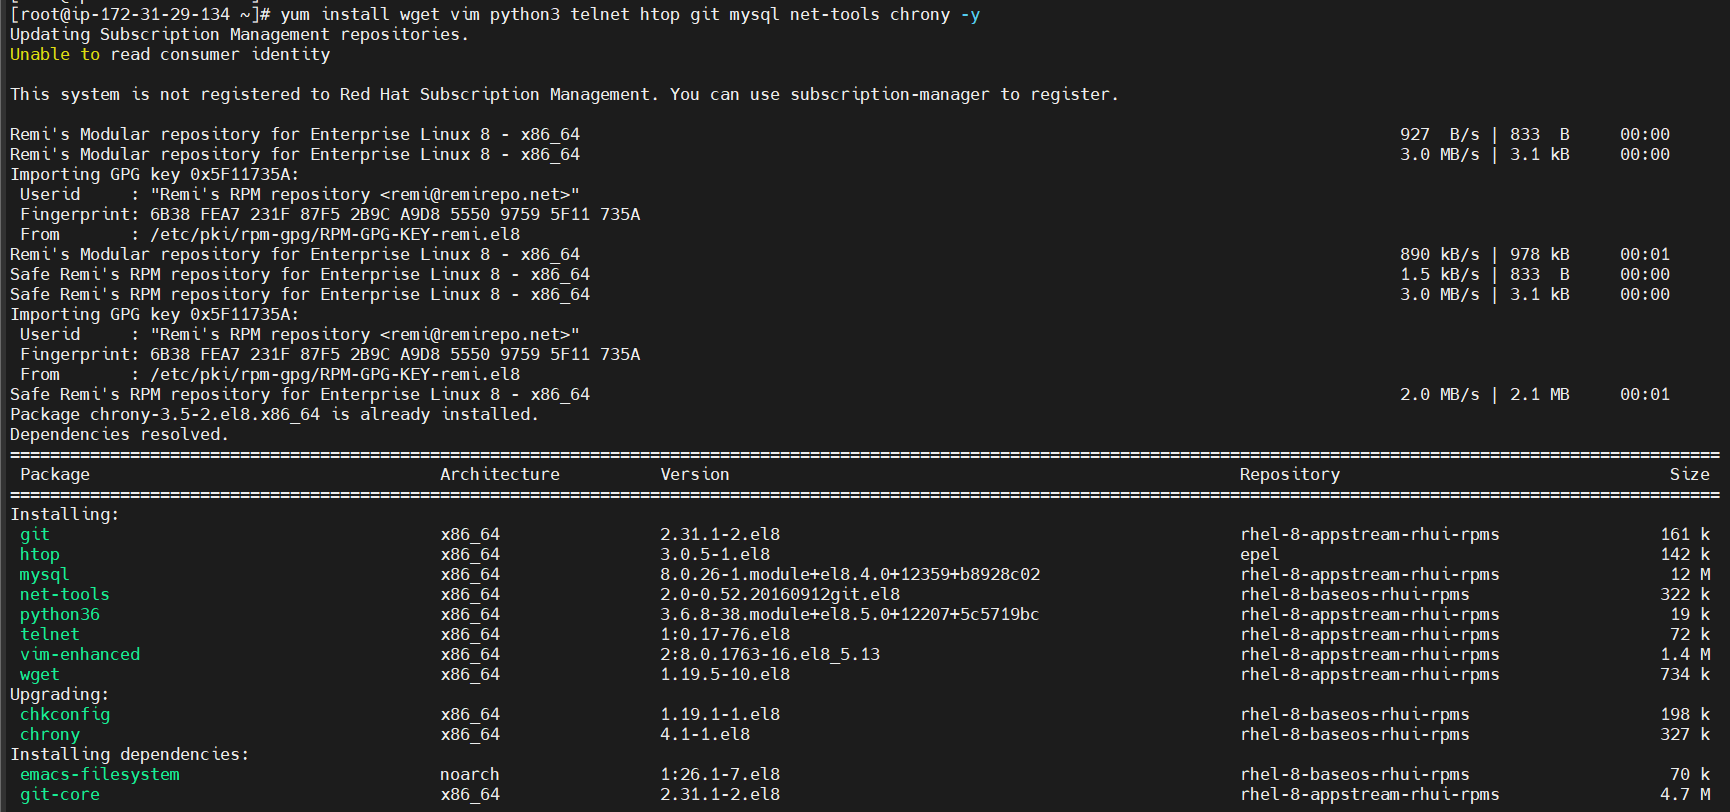 [root@ip-172-31-29-134 ~]# yum install wget vim python3 telnet htop git mysql net-tools chrony -y
Updating Subscription Management repositories.
Unable to read consumer identity
This system is not registered to Red Hat Subscription Management. You can use subscription-manager to register.
Remi's Modular repository for Enterprise Linux 8 - x86_64 927 B/s | 833 B 00:00
Remi's Modular repository for Enterprise Linux 8 - x86_64 3.0 MB/s | 3.1 kB 00:00
Importing GPG key 0x5F11735A:
Userid : "Remi's RPM repository <remi@remirepo.net>"
Fingerprint: 6B38 FEA7 231F 87F5 2B9C A9D8 5550 9759 5F11 735A
From : /etc/pki/rpm-gpg/RPM-GPG-KEY-remi.el8
Remi's Modular repository for Enterprise Linux 8 - x86_64 890 kB/s | 978 kB 00:01
Safe Remi's RPM repository for Enterprise Linux 8 - x86_64 1.5 kB/s | 833 B 00:00
Safe Remi's RPM repository for Enterprise Linux 8 - x86_64 3.0 MB/s | 3.1 kB 00:00
Importing GPG key 0x5F11735A:
Userid : "Remi's RPM repository <remi@remirepo.net>"
Fingerprint: 6B38 FEA7 231F 87F5 2B9C A9D8 5550 9759 5F11 735A
From : /etc/pki/rpm-gpg/RPM-GPG-KEY-remi.el8
Safe Remi's RPM repository for Enterprise Linux 8 - x86_64 2.0 MB/s | 2.1 MB 00:01
Package chrony-3.5-2.el8.x86_64 is already installed.
Dependencies resolved.
Package Architecture Version Repository Size
Installing:
git x86_64 2.31.1-2.el8 rhel-8-appstream-rhui-rpms 161 k
htop x86_64 3.0.5-1.el8 epel 142 k
mysql x86_64 8.0.26-1.module+el8.4.0+12359+b8928c02 rhel-8-appstream-rhui-rpms 12 M
net-tools x86_64 2.0-0.52.20160912git.el8 rhel-8-baseos-rhui-rpms 322 k
python36 x86_64 3.6.8-38.module+el8.5.0+12207+5c5719bc rhel-8-appstream-rhui-rpms 19 k
telnet x86_64 1:0.17-76.el8 rhel-8-appstream-rhui-rpms 72 k
vim-enhanced x86_64 2:8.0.1763-16.el8_5.13 rhel-8-appstream-rhui-rpms 1.4 M
wget x86_64 1.19.5-10.el8 rhel-8-appstream-rhui-rpms 734 k
Upgrading:
chkconfig x86_64 1.19.1-1.el8 rhel-8-baseos-rhui-rpms 198 k
chrony x86_64 4.1-1.el8 rhel-8-baseos-rhui-rpms 327 k
Installing dependencies:
emacs-filesystem noarch 1:26.1-7.el8 rhel-8-baseos-rhui-rpms 70 k
git-core x86_64 2.31.1-2.el8 rhel-8-appstream-rhui-rpms 4.7 M